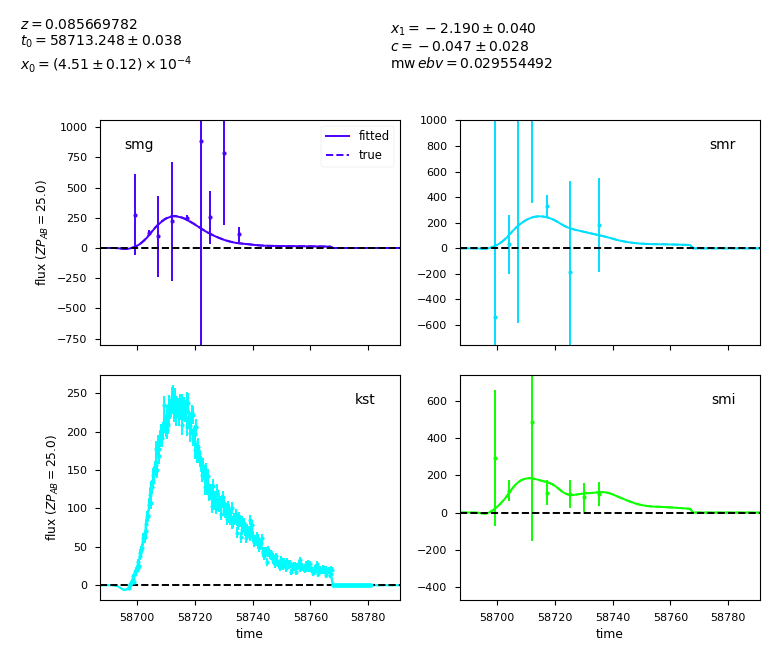 z = 0.085669782
t₀ = 58713.248 ± 0.038
x₀ = (4.51 ± 0.12) × 10⁻⁴
x₁ = −2.190 ± 0.040
c = −0.047 ± 0.028
mw ebv = 0.029554492
smg
fitted
true
1000
750
500
250
0
−250
−500
−750
flux (ZP_AB = 25.0)
smr
1000
800
600
400
200
0
−200
−400
−600
kst
250
200
150
100
50
0
flux (ZP_AB = 25.0)
58700 58720 58740 58760 58780
time
smi
600
400
200
0
−200
−400
58700 58720 58740 58760 58780
time